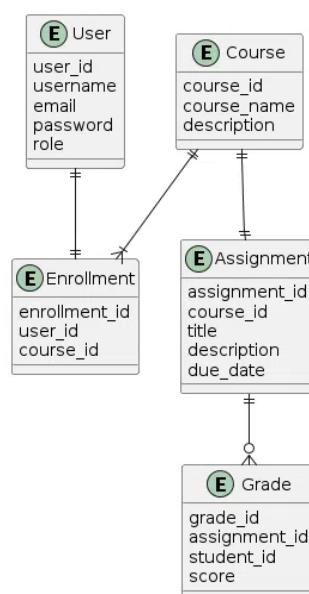 E User
user_id
username
email
password
role
E Course
course_id
course_name
description
E Enrollment
enrollment_id
user_id
course_id
E Assignment
assignment_id
course_id
title
description
due_date
E Grade
grade_id
assignment_id
student_id
score